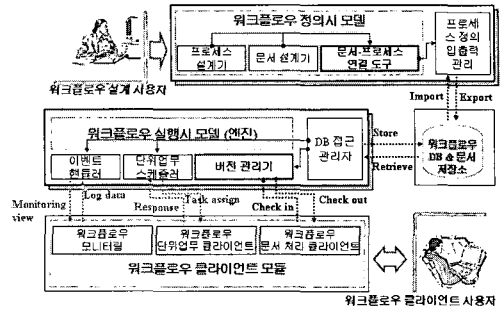 워크플로우 정의시 모델
프로세스
설계기
문서 설계기
문서-프로세스
연결 도구
프로세
스 정의
입출력
관리
워크플로우 설계 사용자
Import
Export
워크플로우 실행시 모델 (엔진)
이벤트
핸들러
단위업무
스케쥴러
버전 관리기
DB 접근
관리자
Store
Retrieve
워크플로우
DB & 문서
저장소
Monitoring
view
Log data
Response
Task assign
Check in
Check out
워크플로우
모니터링
워크플로우
단위업무 클라이언트
워크플로우
문서 처리 클라이언트
워크플로우 클라이언트 모듈
워크플로우 클라이언트 사용자